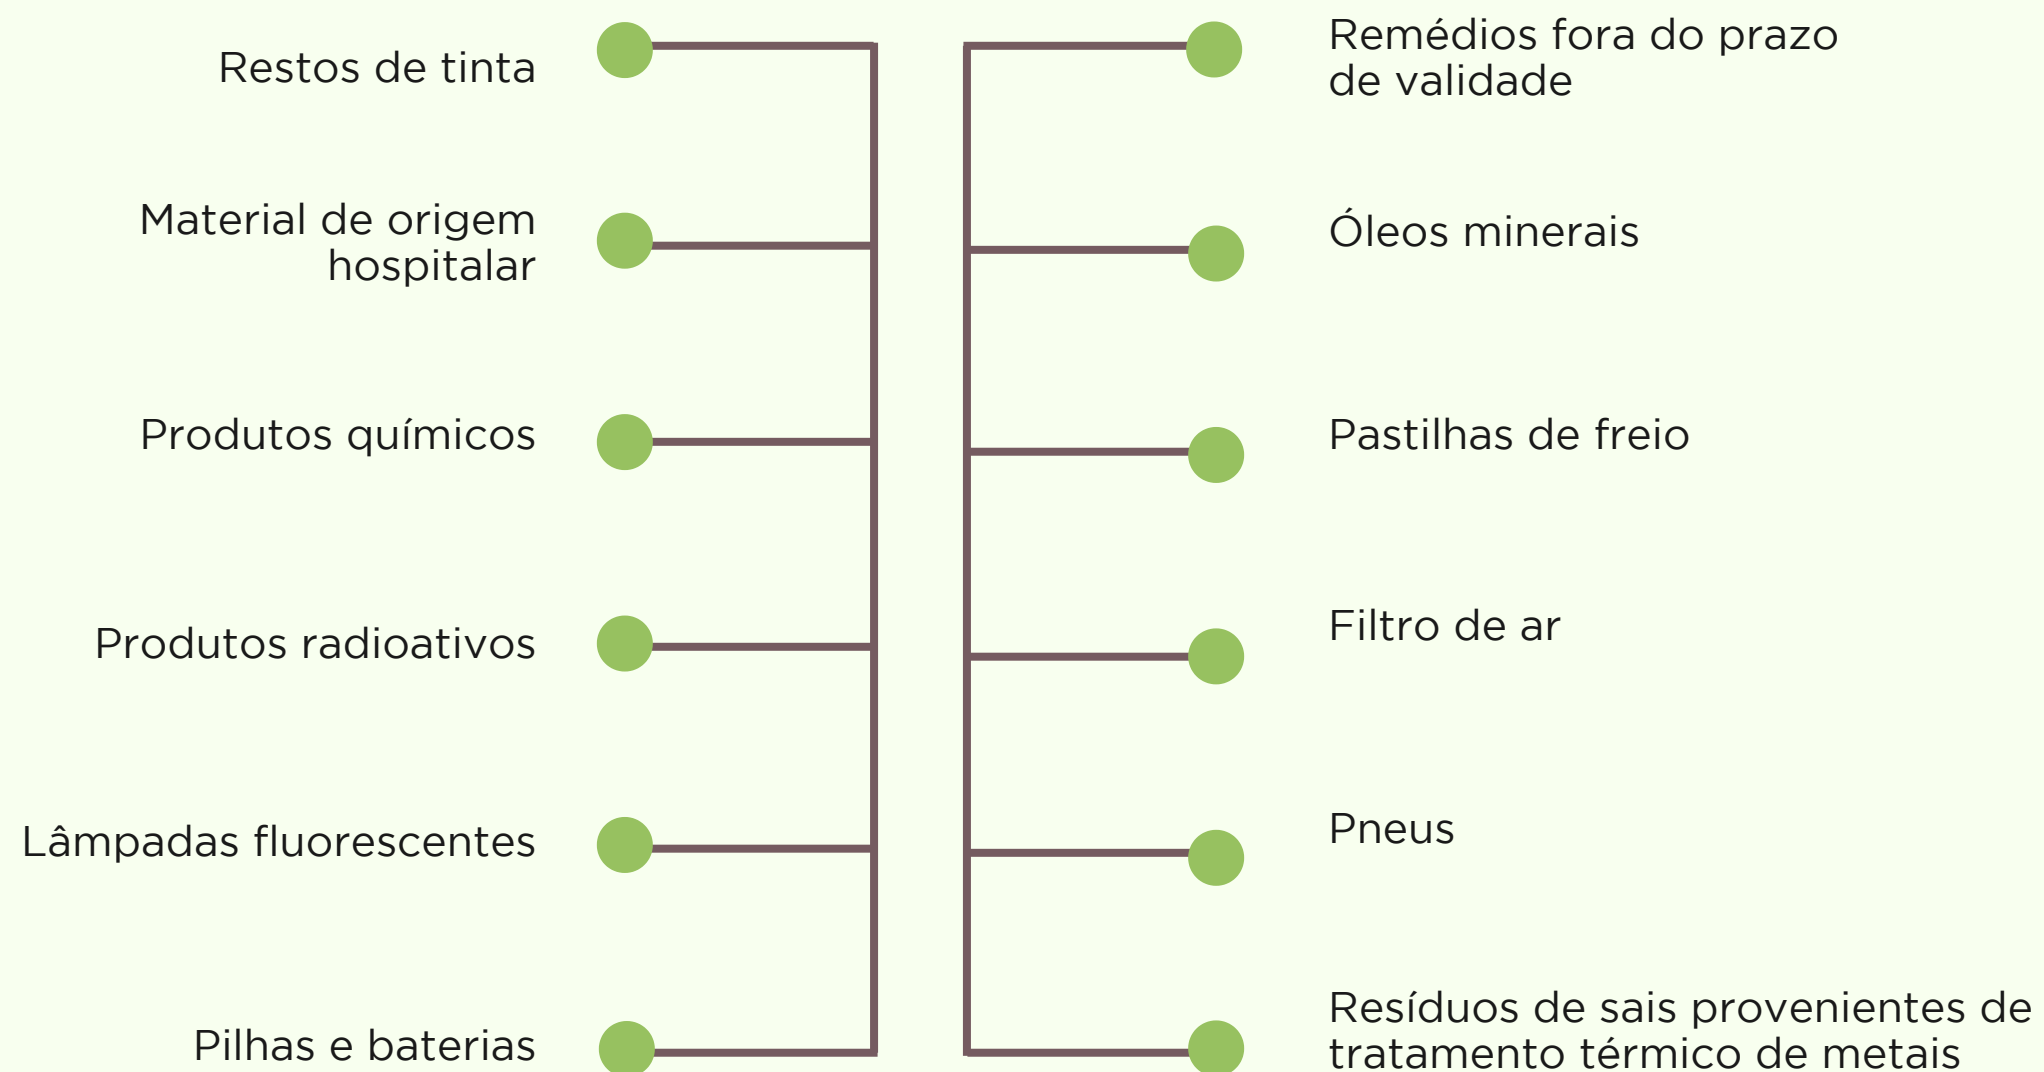 Restos de tinta
Material de origem
hospitalar
Produtos químicos
Produtos radioativos
Lâmpadas fluorescentes
Pilhas e baterias
Remédios fora do prazo
de validade
Óleos minerais
Pastilhas de freio
Filtro de ar
Pneus
Resíduos de sais provenientes de
tratamento térmico de metais